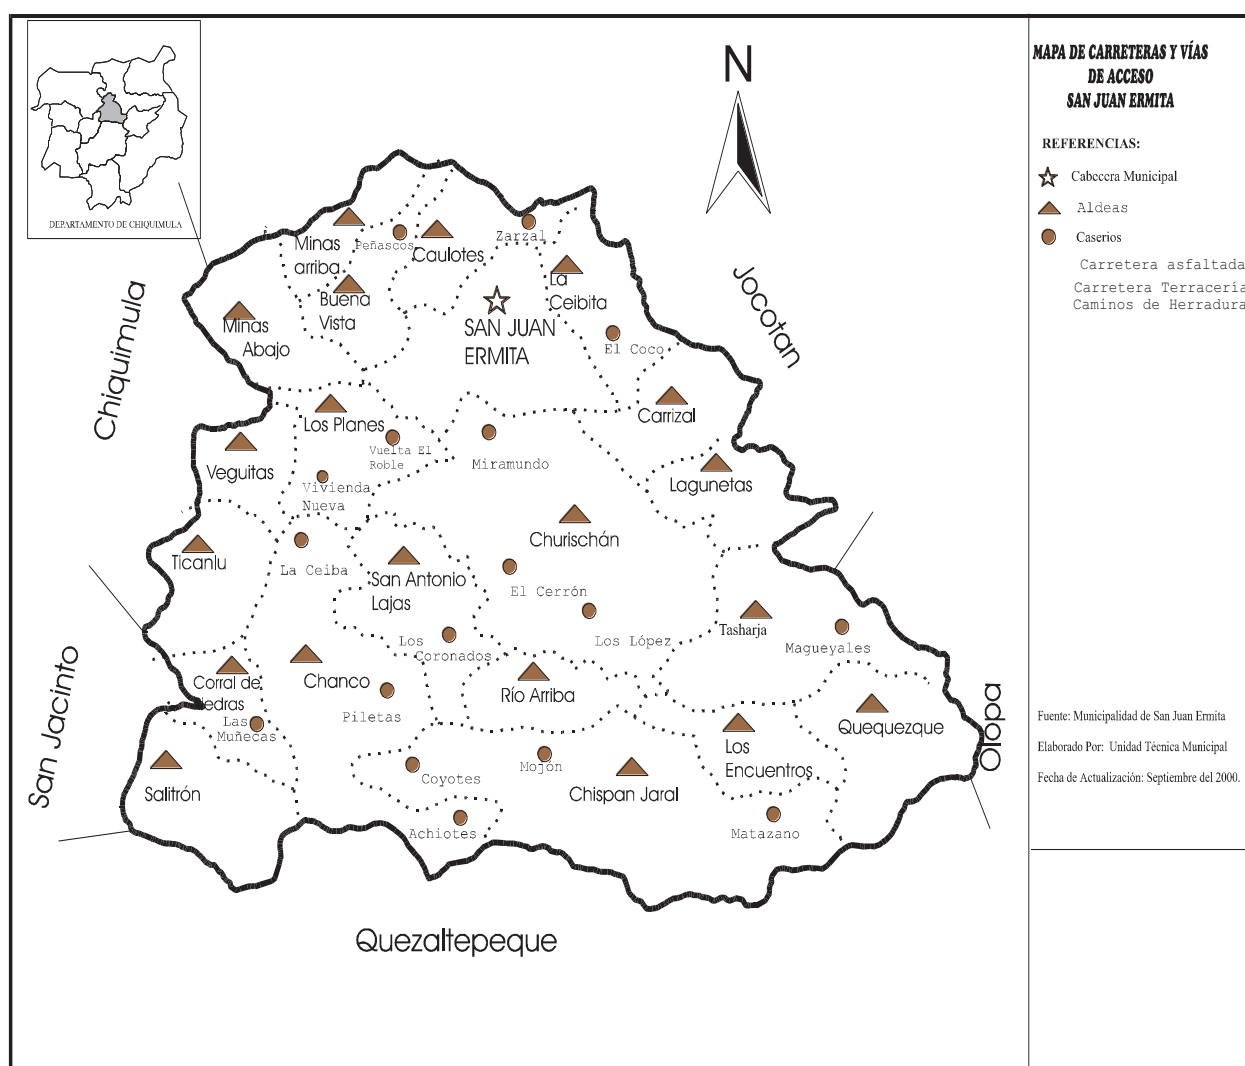 DEPARTAMENTO DE CHIQUIMULA
N
MAPA DE CARRETERAS Y VÍAS
DE ACCESO
SAN JUAN ERMITA
REFERENCIAS:
Cabecera Municipal
Aldeas
Caserios
Carretera asfaltada
Carretera Terracería
Caminos de Herradura
Chiquimula
Jocotan
San Jacinto
Olopa
Quezaltepeque
Minas
arriba
Peñascos
Caulotes
Zarzal
La
Ceibita
Buena
Vista
Minas
Abajo
SAN JUAN
ERMITA
El Coco
Carrizal
Los Planes
Vuelta El
Roble
Miramundo
Veguitas
Vivienda
Nueva
Lagunetas
Churischán
Ticanlu
La Ceiba
San Antonio
Lajas
El Cerrón
Los López
Tasharja
Magueyales
Los
Coronados
Corral de
iedras
Chanco
Piletas
Río Arriba
Las
Muñecas
Quequezque
Los
Encuentros
Salitrón
Coyotes
Mojón
Chispan Jaral
Achiotes
Matazano
Fuente: Municipalidad de San Juan Ermita
Elaborado Por: Unidad Técnica Municipal
Fecha de Actualización: Septiembre del 2000.